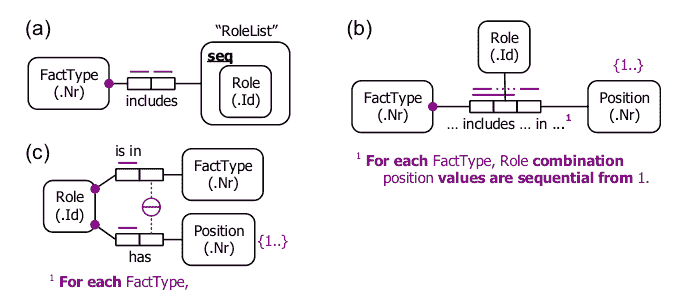 (a)
"RoleList"
seq
FactType
(.Nr)
Role
(.Id)
includes
(b)
Role
(.Id)
{1..}
FactType
(.Nr)
Position
(.Nr)
... includes ... in ...1
1 For each FactType, Role combination
position values are sequential from 1.
(c)
is in
FactType
(.Nr)
Role
(.Id)
Position
(.Nr)
{1..}
has
1 For each FactType,